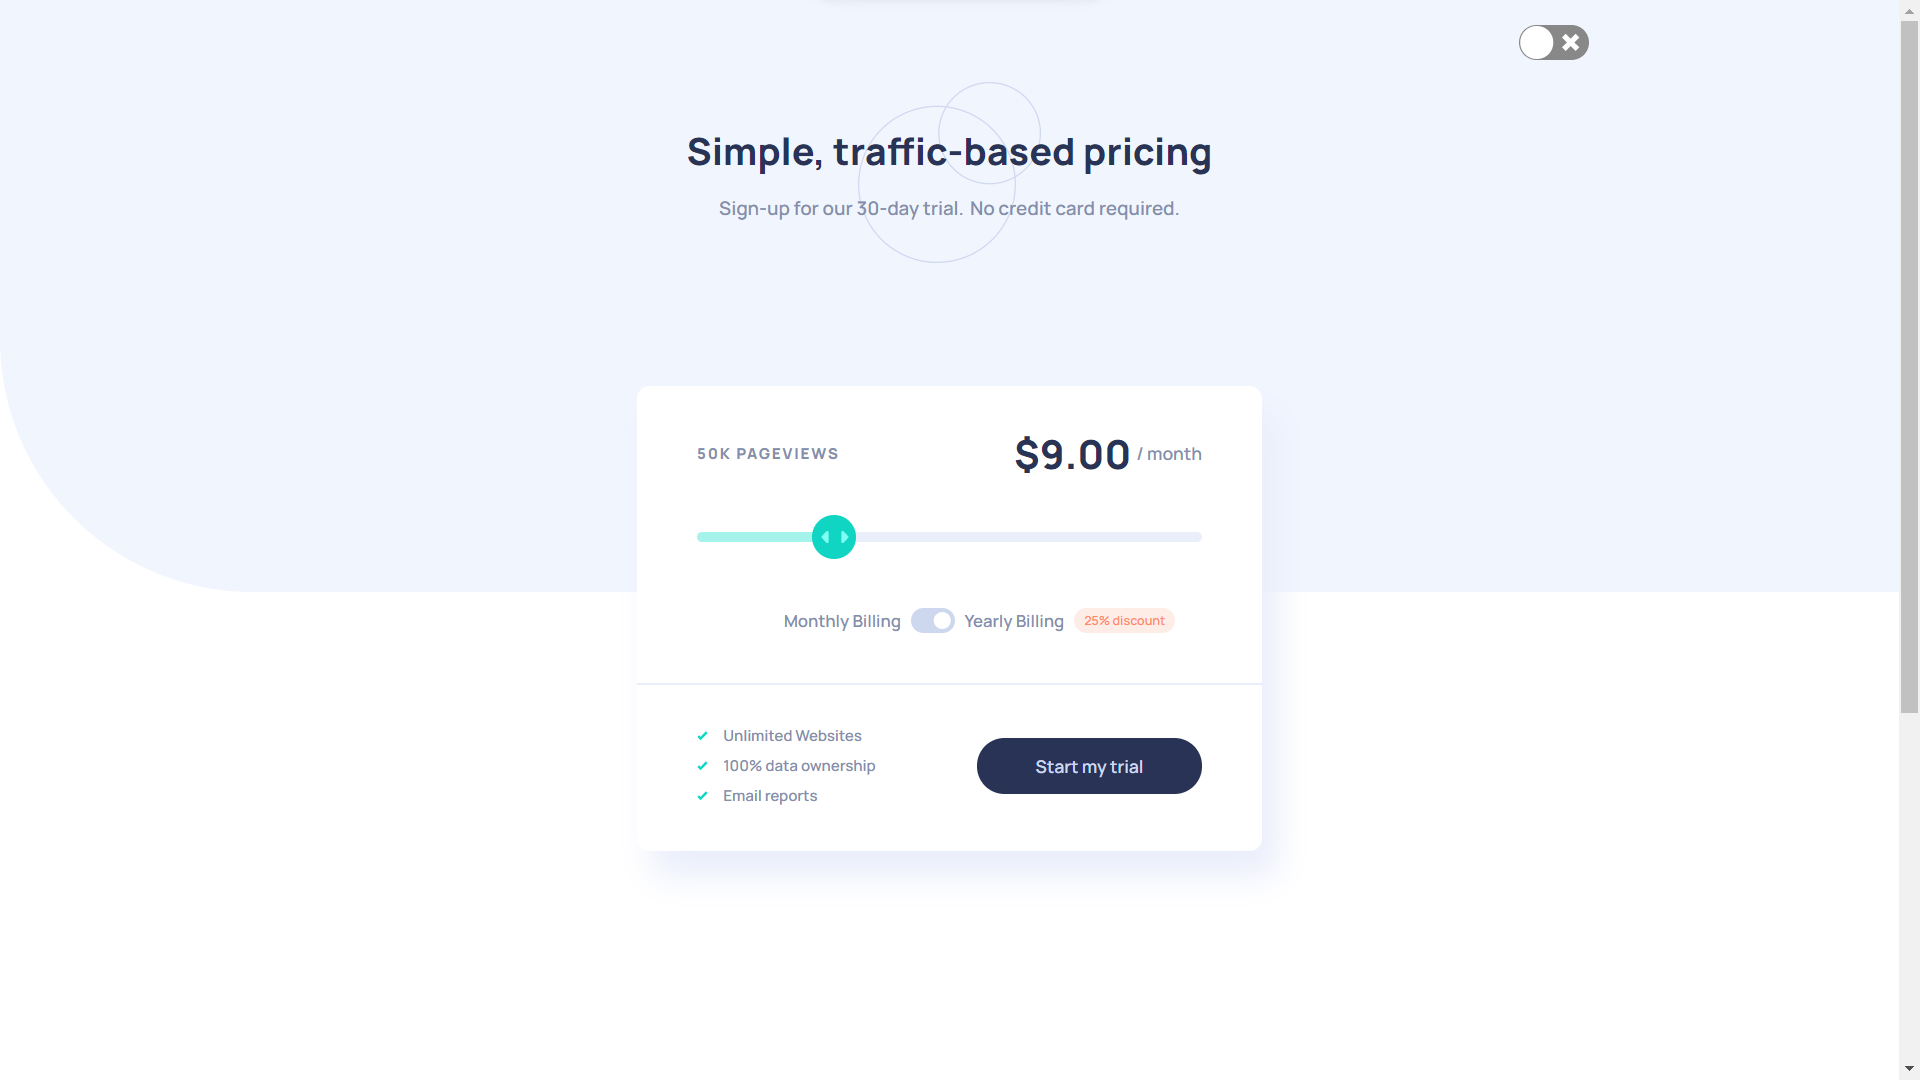 Simple, traffic-based pricing
Sign-up for our 30-day trial. No credit card required.
50K PAGEVIEWS
$9.00 / month
Monthly Billing
Yearly Billing
25% discount
Unlimited Websites
100% data ownership
Email reports
Start my trial